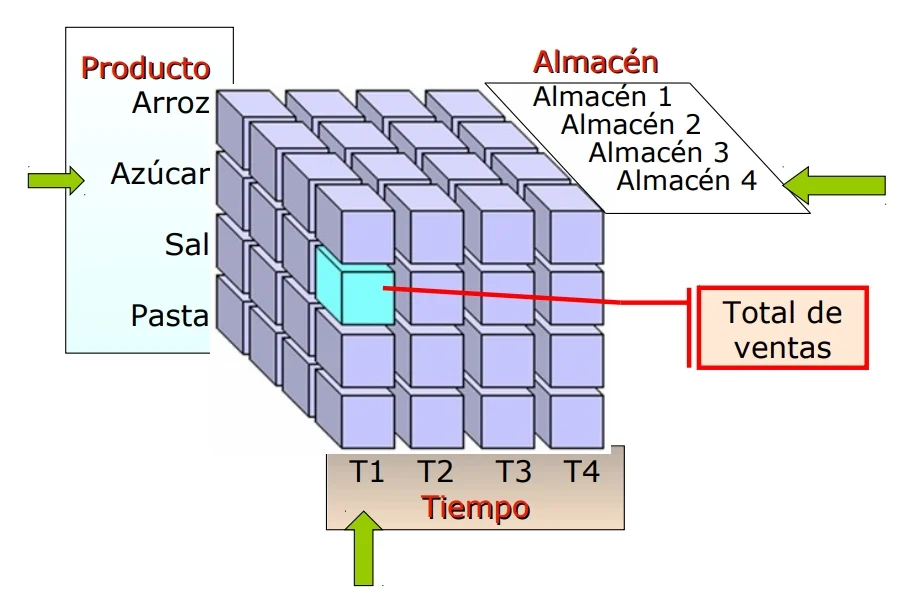 Producto
Arroz
Azúcar
Sal
Pasta
Almacén
Almacén 1
Almacén 2
Almacén 3
Almacén 4
Total de
ventas
T1 T2 T3 T4
Tiempo